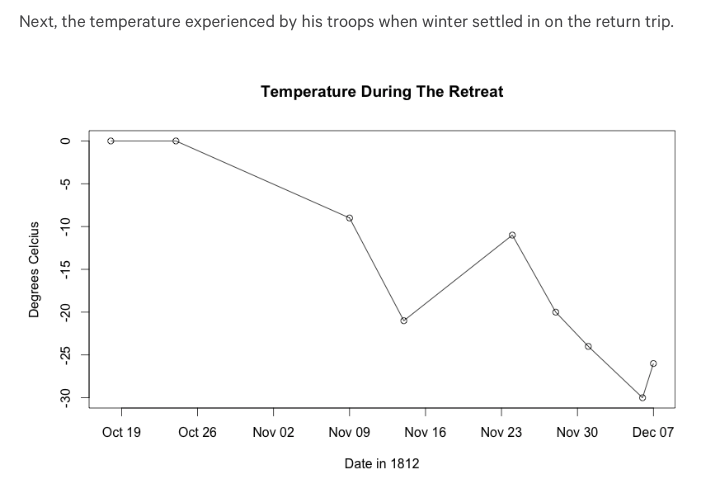 Next, the temperature experienced by his troops when winter settled in on the return trip.
Temperature During The Retreat
0
-5
-10
-15
-20
-25
-30
Degrees Celcius
Oct 19 Oct 26 Nov 02 Nov 09 Nov 16 Nov 23 Nov 30 Dec 07
Date in 1812